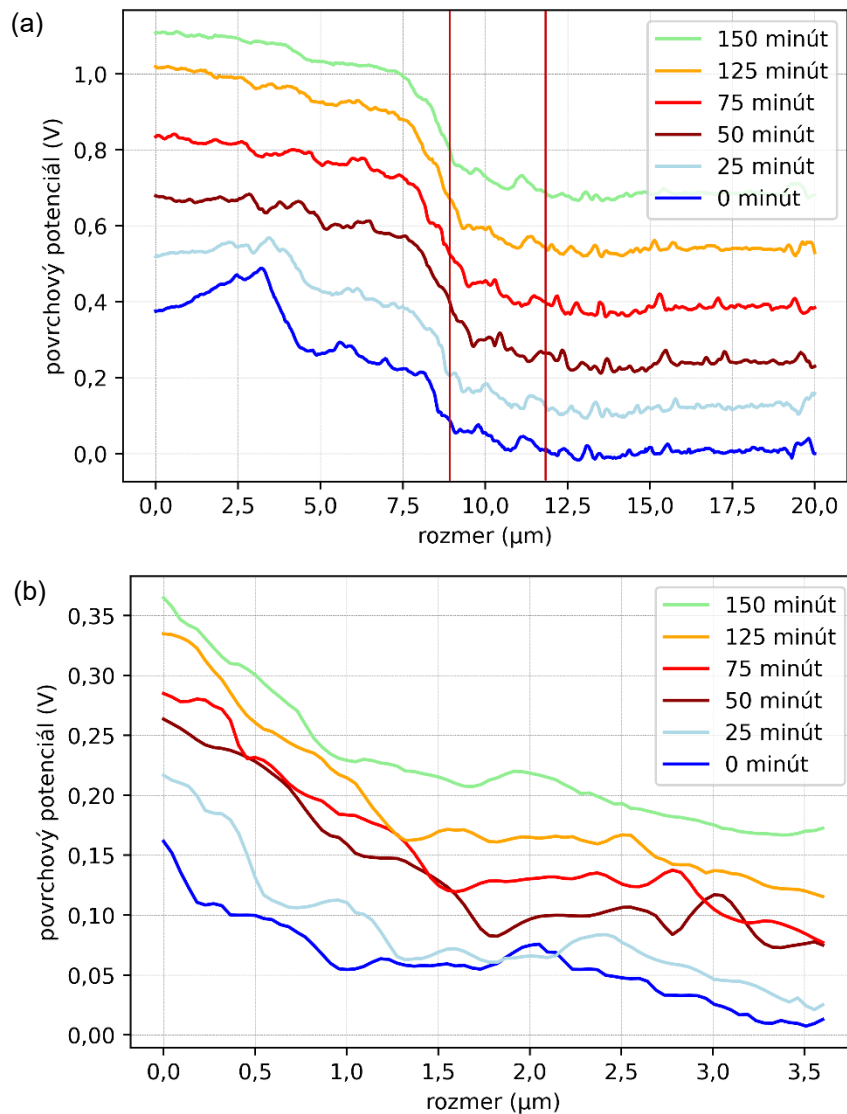 (a)
povrchový potenciál (V)
1,0
0,8
0,6
0,4
0,2
0,0
150 minút
125 minút
75 minút
50 minút
25 minút
0 minút
0,0 2,5 5,0 7,5 10,0 12,5 15,0 17,5 20,0
rozmer (µm)
(b)
povrchový potenciál (V)
0,35
0,30
0,25
0,20
0,15
0,10
0,05
0,00
150 minút
125 minút
75 minút
50 minút
25 minút
0 minút
0,0 0,5 1,0 1,5 2,0 2,5 3,0 3,5
rozmer (µm)